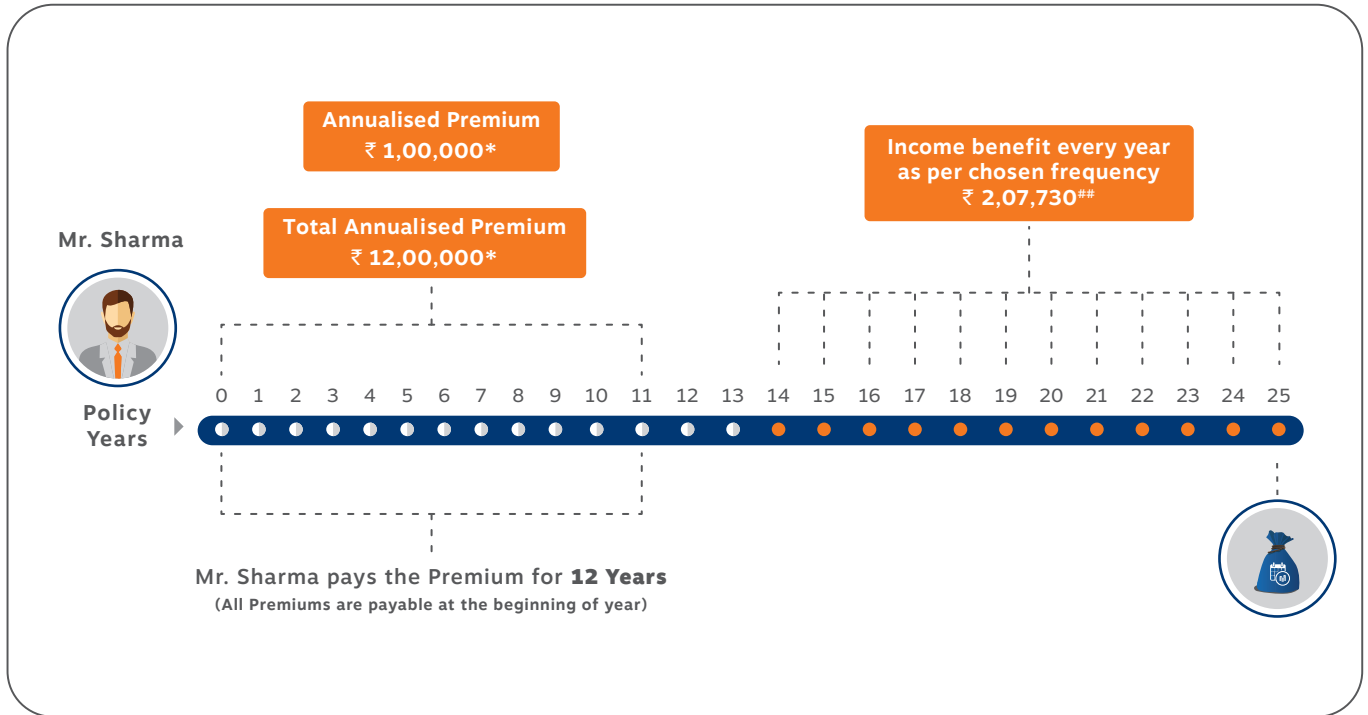 Annualised Premium
₹ 1,00,000*
Total Annualised Premium
₹ 12,00,000*
Income benefit every year
as per chosen frequency
₹ 2,07,730##
Mr. Sharma
0 1 2 3 4 5 6 7 8 9 10 11 12 13 14 15 16 17 18 19 20 21 22 23 24 25
Policy
Years
Mr. Sharma pays the Premium for 12 Years
(All Premiums are payable at the beginning of year)